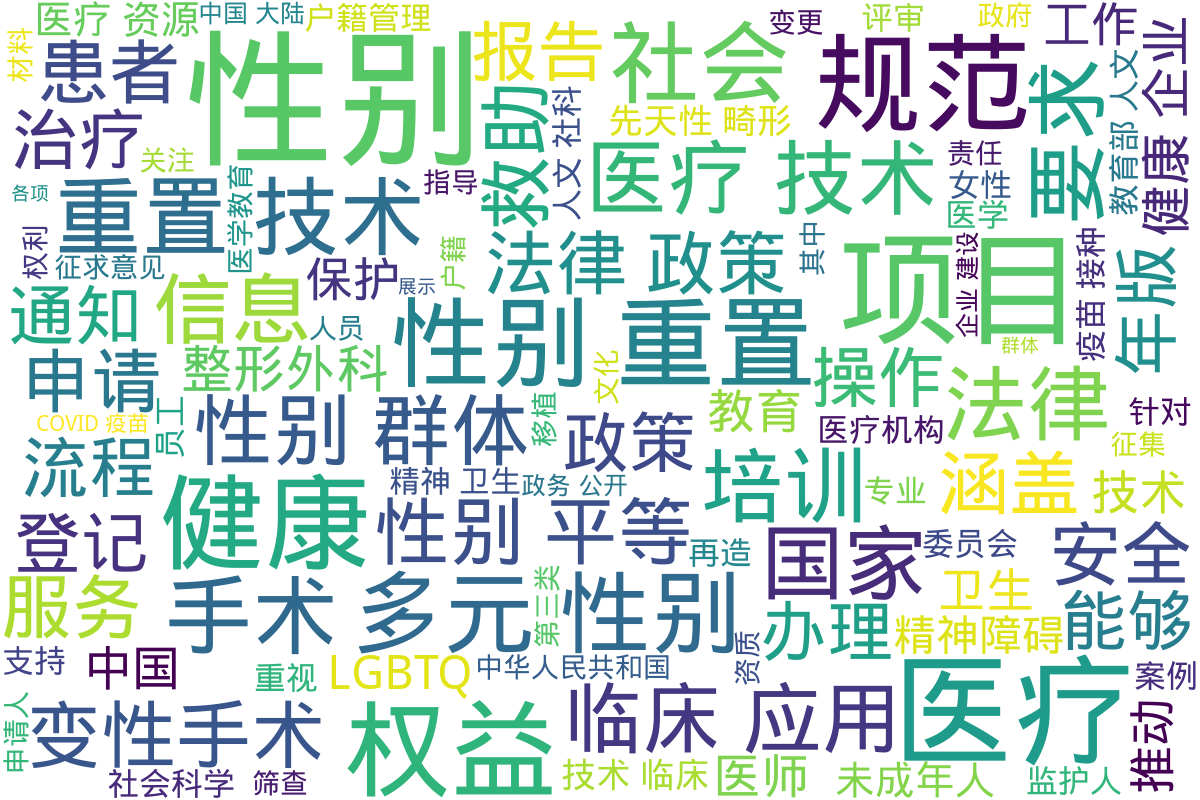 医疗 资源
中国 大陆
户籍管理
变更
评审
政府
工作
企业
材料
患者
性别
报告
社会
规范
要求
人文
治疗
关注
救助
社科
先天性 畸形
医疗 技术
责任
教育部
健康
各项
重置
技术
指导
人文
女性
医学
医学教育
权利
征求意见
保护
展示
户籍
法律 政策
其中
项目
企业 建设
疫苗 接种
年版
通知
信息
人员
性别 重置
群体
申请
整形外科
文化
操作
法律
针对
COVID 疫苗
员工
性别 群体
移植
政策
教育
医疗机构
征集
流程
精神 卫生
政务 公开
培训
专业
涵盖
技术
登记
健康
性别 平等
再造
国家
委员会
安全
服务
手术
多元
第三类
性别
办理
卫生
精神障碍
能够
支持
中国
重视
LGBTQ
中华人民共和国
资质
医疗
案例
申请人
变性手术
权益
临床 应用
推动
社会科学
筛查
技术 临床
医师
未成年人
监护人